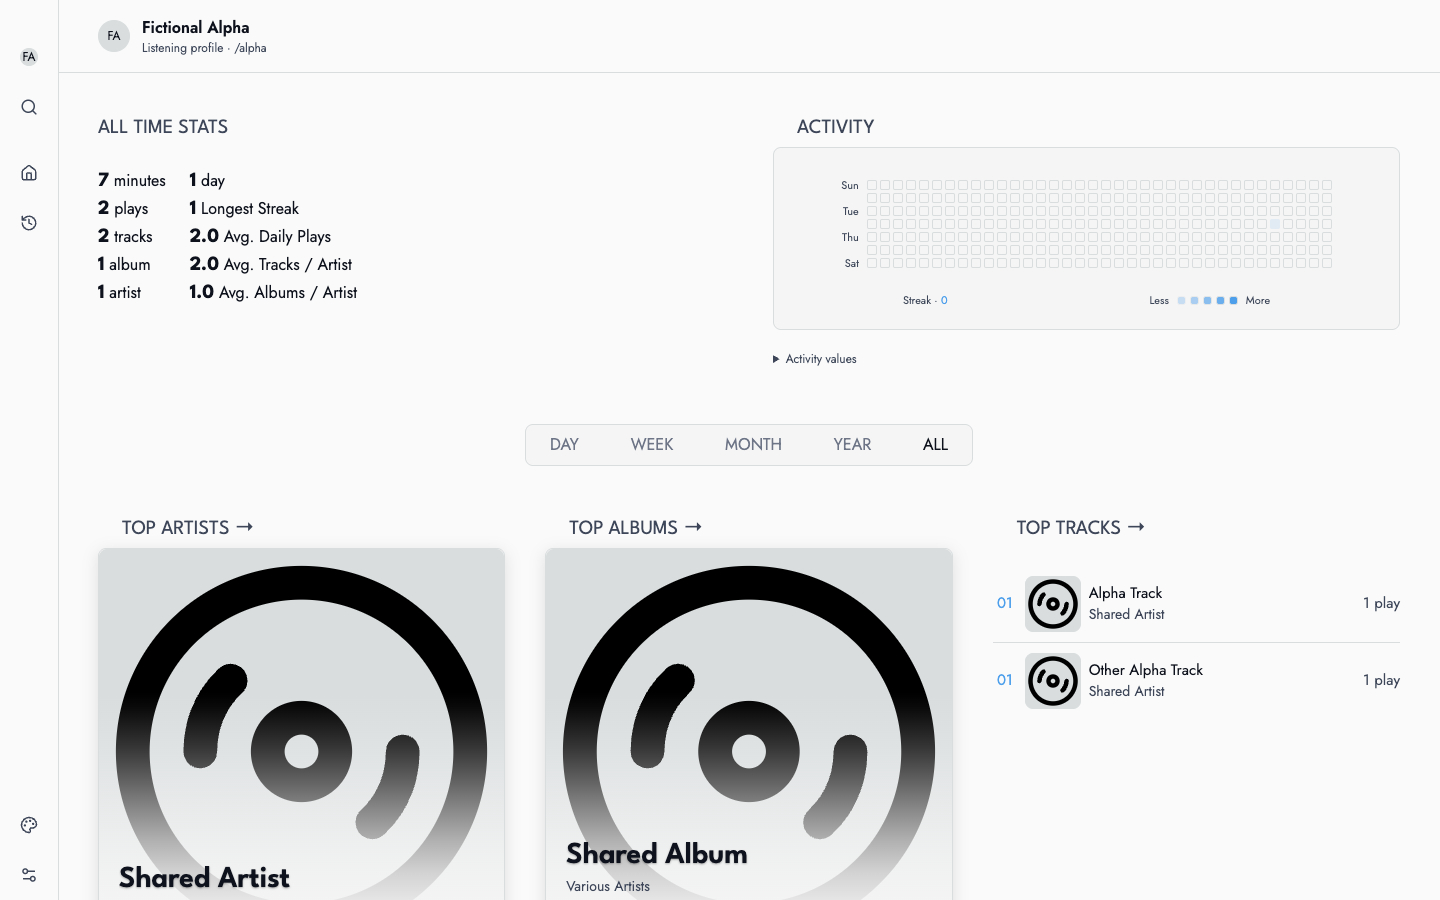 FA
FA
Fictional Alpha
Listening profile · /alpha
ALL TIME STATS
7 minutes
2 plays
2 tracks
1 album
1 artist
1 day
1 Longest Streak
2.0 Avg. Daily Plays
2.0 Avg. Tracks / Artist
1.0 Avg. Albums / Artist
ACTIVITY
Sun
Tue
Thu
Sat
Streak · 0
Less
More
Activity values
DAY WEEK MONTH YEAR ALL
TOP ARTISTS →
Shared Artist
TOP ALBUMS →
Shared Album
Various Artists
TOP TRACKS →
01 Alpha Track
Shared Artist
1 play
01 Other Alpha Track
Shared Artist
1 play